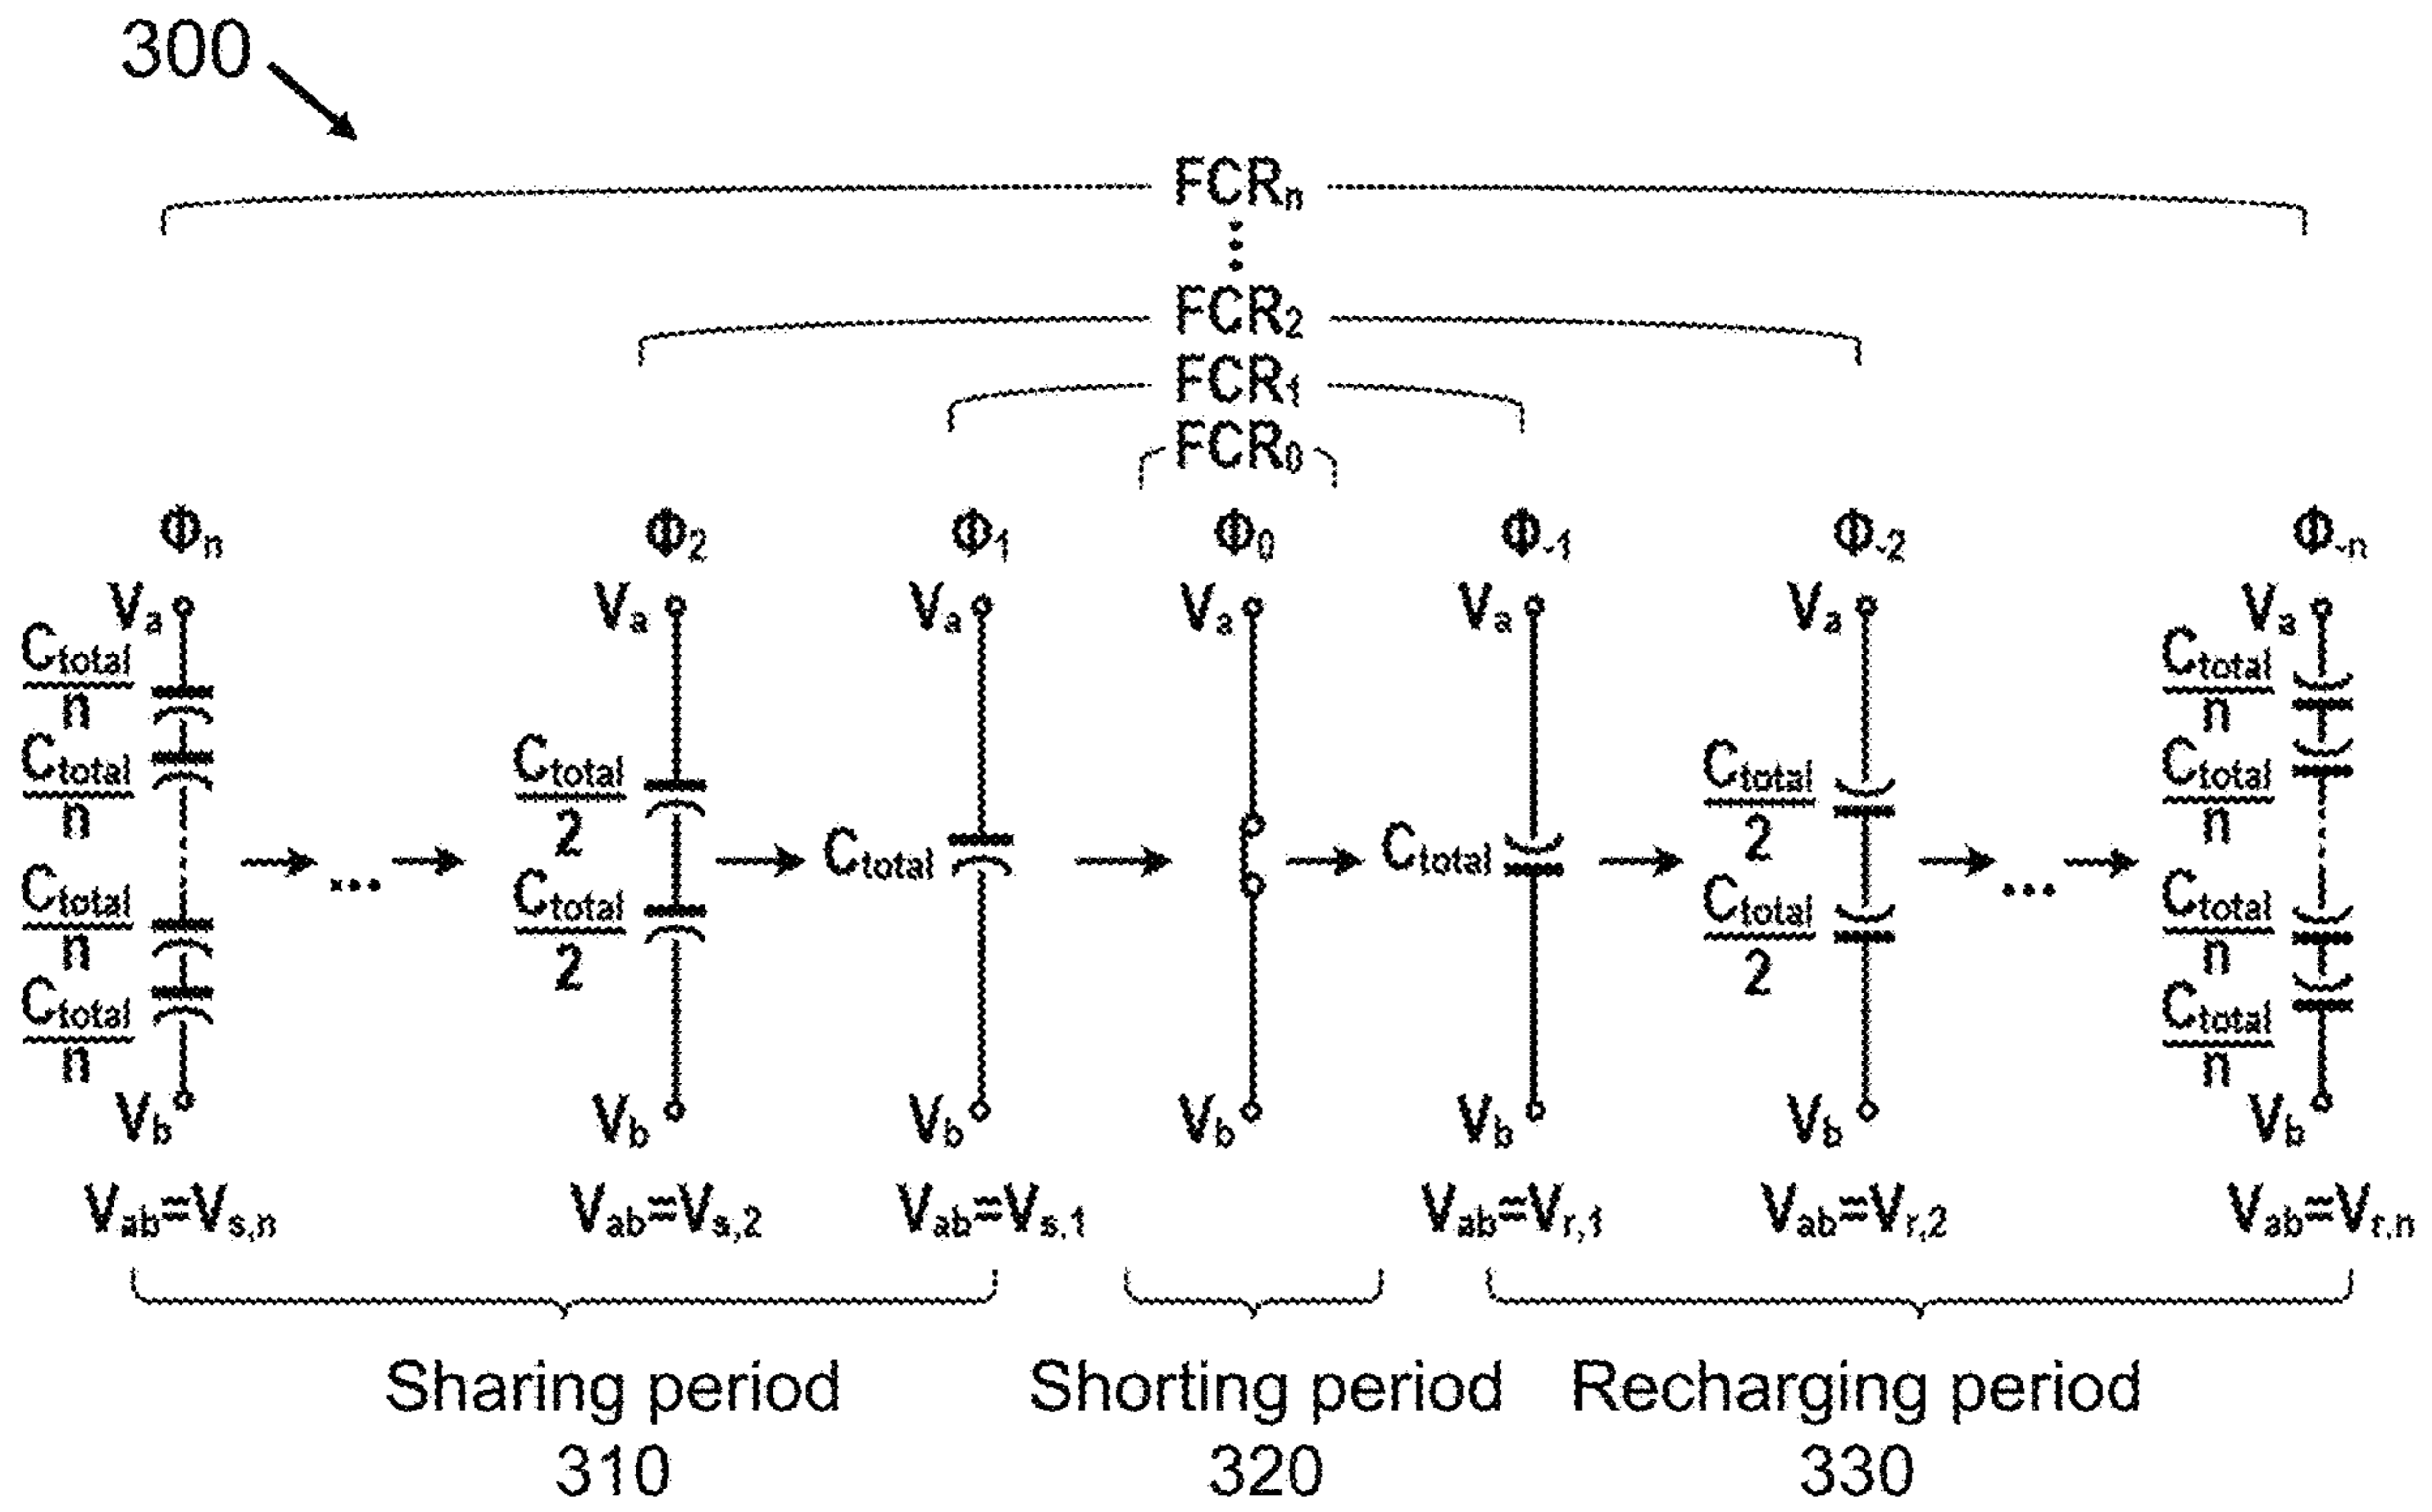 300
FCRn
⋮
FCR2
FCR1
FCR0
Φn Φ2 Φ1 Φ0 Φ-1 Φ-2 Φ-n
Va Va Va Va Va Va Va
Ctotal/n Ctotal/n
Ctotal/n Ctotal/2 Ctotal/2 Ctotal/n
... Ctotal Ctotal ...
Ctotal/n Ctotal/2 Ctotal/2 Ctotal/n
Ctotal/n Ctotal/n
Vb Vb Vb Vb Vb Vb Vb
Vab=Vs,n Vab=Vs,2 Vab=Vs,1 Vab=Vr,1 Vab=Vr,2 Vab=Vr,n
Sharing period Shorting period Recharging period
310 320 330